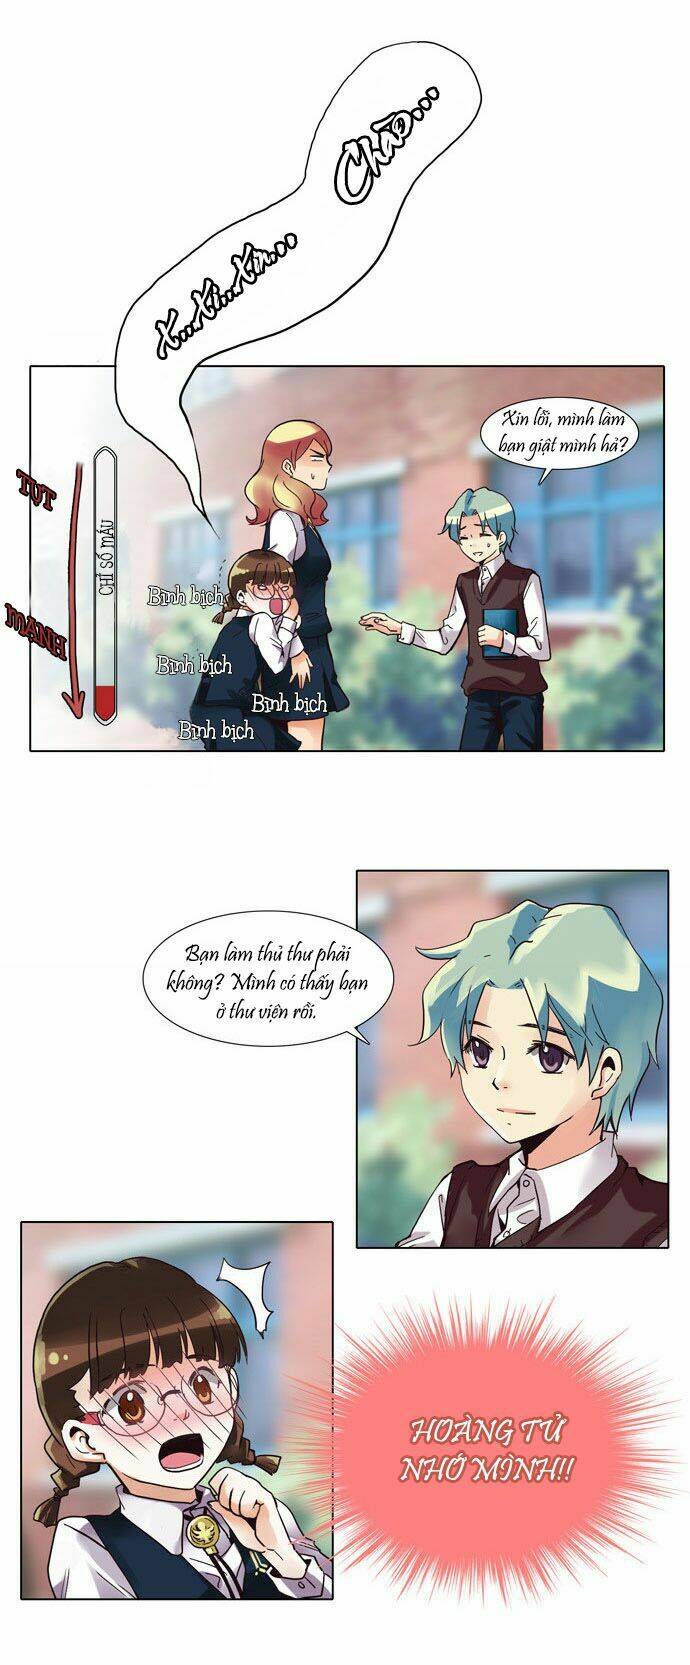 Chào...
X...Xi...Xin...
Xin lỗi, mình làm
bạn giật mình hả?
TỤT
MẠNH
CHỈ SỐ MÁU
Bình bịch
Bình bịch
Bình bịch
Bình bịch
Bạn làm thủ thư phải
không? Mình có thấy bạn
ở thư viện rồi.
HOÀNG TỬ
NHỚ MÌNH!!